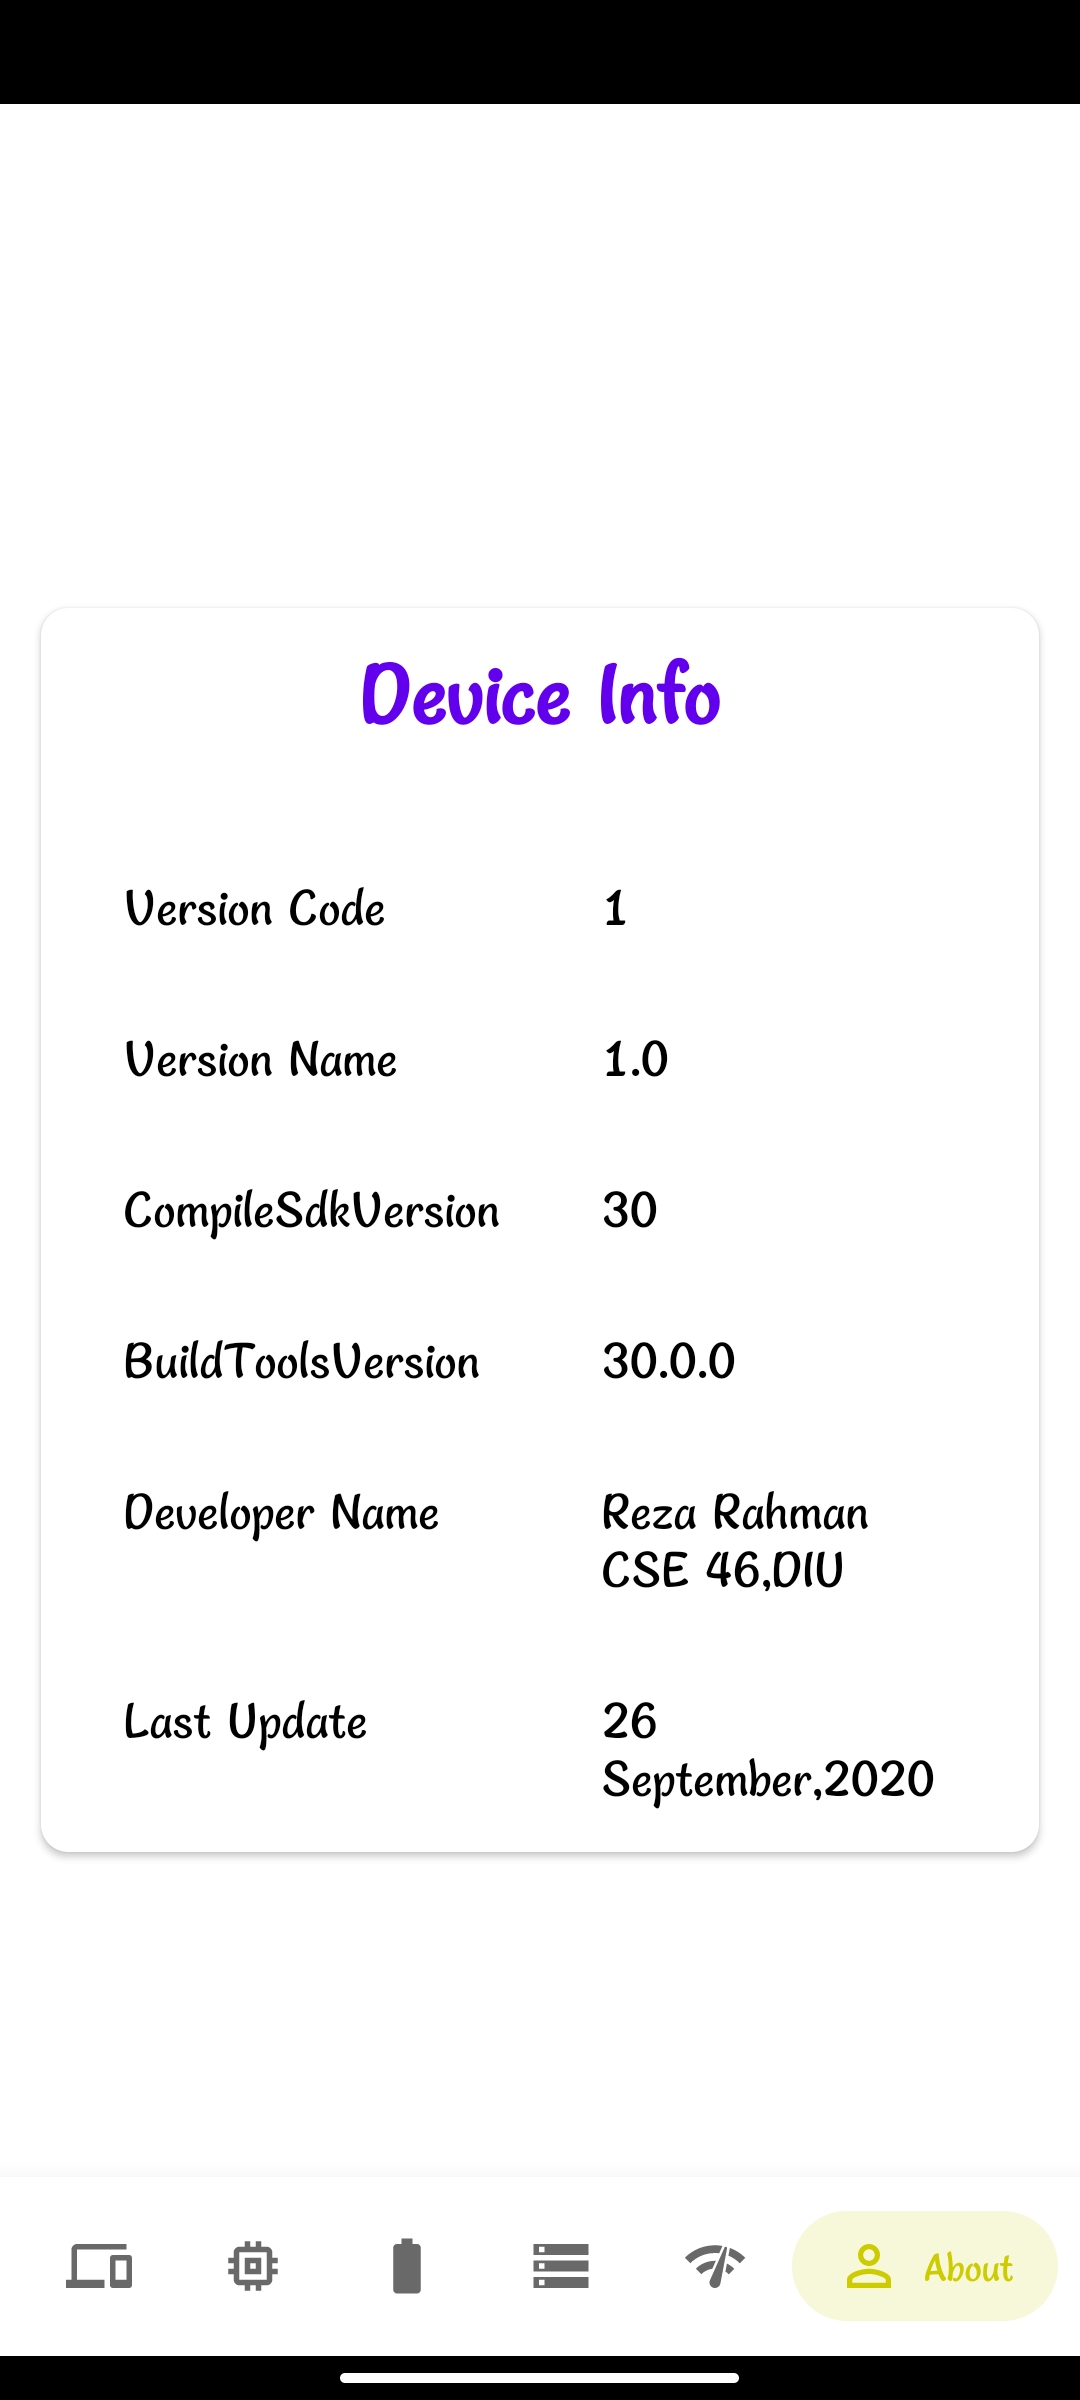 Device Info
Version Code 1
Version Name 1.0
CompileSdkVersion 30
BuildToolsVersion 30.0.0
Developer Name Reza Rahman
CSE 46,DIU
Last Update 26
September,2020
About